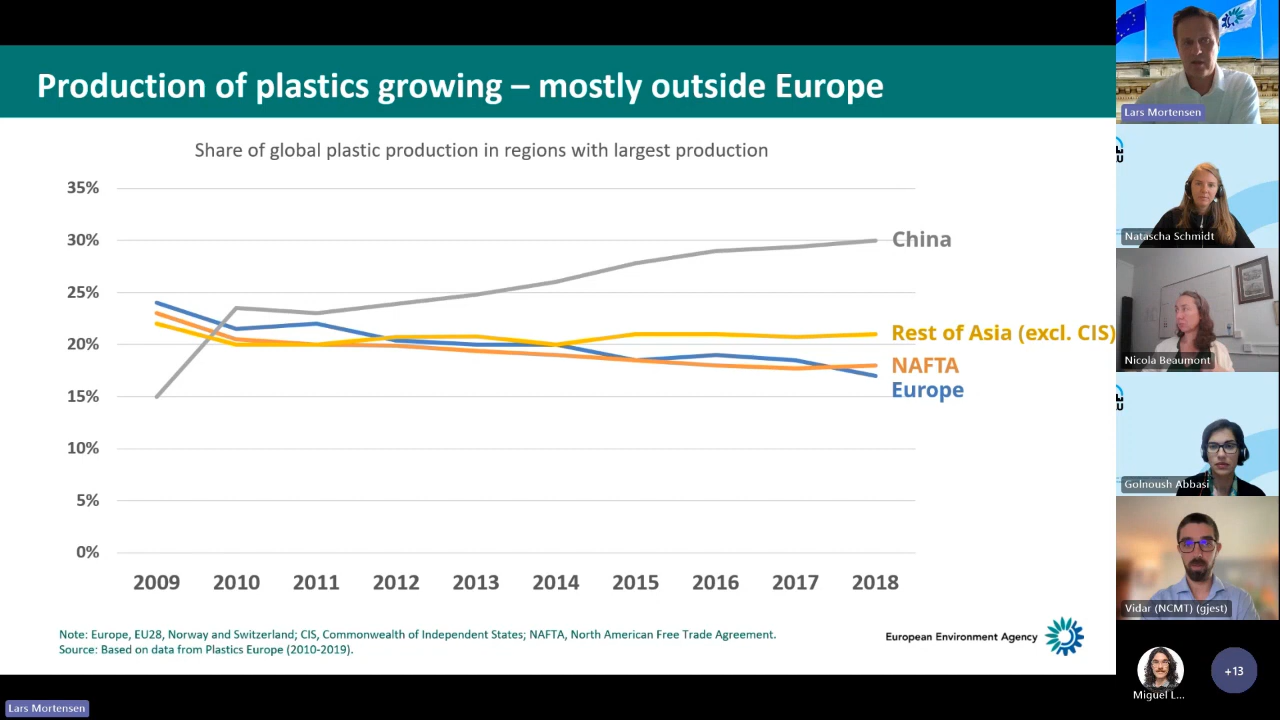 Production of plastics growing – mostly outside Europe
Share of global plastic production in regions with largest production
35%
30%
25%
20%
15%
10%
5%
0%
China
Rest of Asia (excl. CIS)
NAFTA
Europe
2009 2010 2011 2012 2013 2014 2015 2016 2017 2018
Note: Europe, EU28, Norway and Switzerland; CIS, Commonwealth of Independent States; NAFTA, North American Free Trade Agreement.
Source: Based on data from Plastics Europe (2010-2019).
European Environment Agency
Lars Mortensen
Lars Mortensen
Natascha Schmidt
Nicola Beaumont
Golnoush Abbasi
Vidar (NCMT) (gjest)
Miguel L...
+13